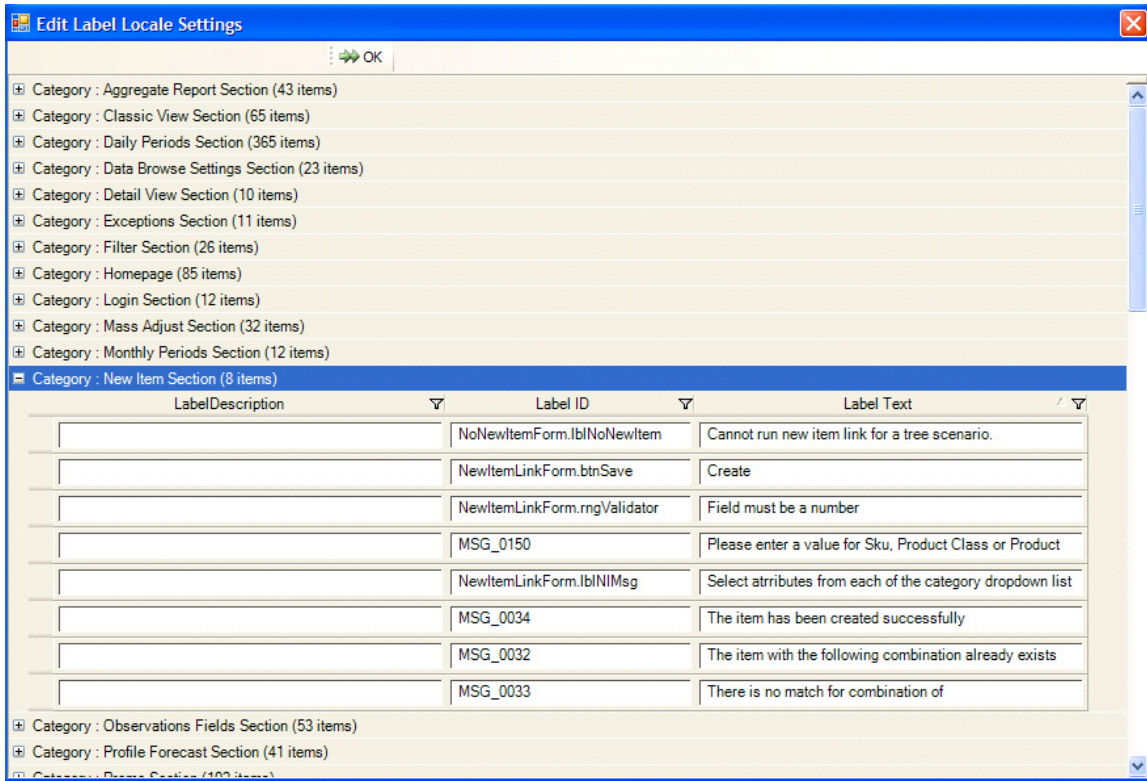 Edit Label Locale Settings
OK
Category : Aggregate Report Section (43 items)
Category : Classic View Section (65 items)
Category : Daily Periods Section (365 items)
Category : Data Browse Settings Section (23 items)
Category : Detail View Section (10 items)
Category : Exceptions Section (11 items)
Category : Filter Section (26 items)
Category : Homepage (85 items)
Category : Login Section (12 items)
Category : Mass Adjust Section (32 items)
Category : Monthly Periods Section (12 items)
Category : New Item Section (8 items)
LabelDescription Label ID Label Text
NoNewItemForm.lblNoNewItem Cannot run new item link for a tree scenario.
NewItemLinkForm.btnSave Create
NewItemLinkForm.rngValidator Field must be a number
MSG_0150 Please enter a value for Sku, Product Class or Product
NewItemLinkForm.lblNIMsg Select atrributes from each of the category dropdown list
MSG_0034 The item has been created successfully
MSG_0032 The item with the following combination already exists
MSG_0033 There is no match for combination of
Category : Observations Fields Section (53 items)
Category : Profile Forecast Section (41 items)
Category : Promo Section (102 items)